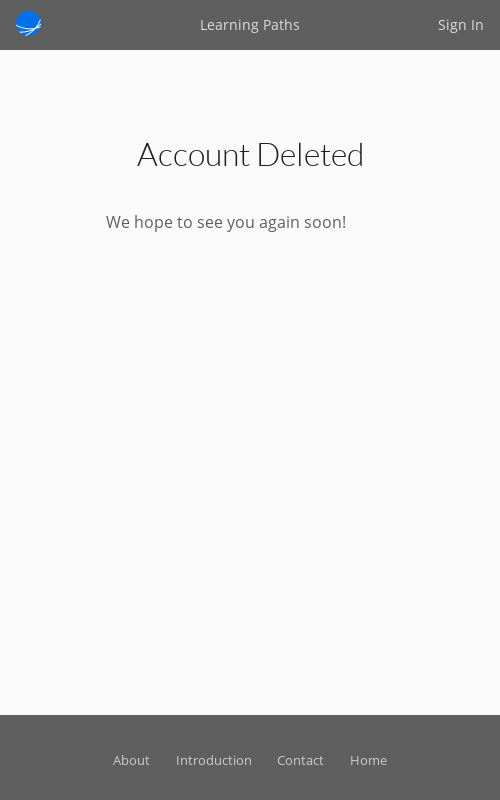 Learning Paths
Sign In
Account Deleted
We hope to see you again soon!
About Introduction Contact Home